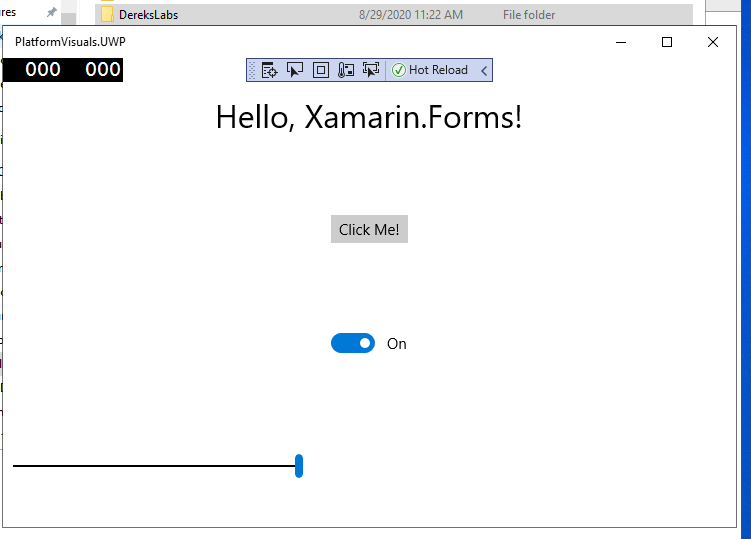 res
DereksLabs 8/29/2020 11:22 AM File folder
PlatformVisuals.UWP
000 000
Hot Reload
Hello, Xamarin.Forms!
Click Me!
On